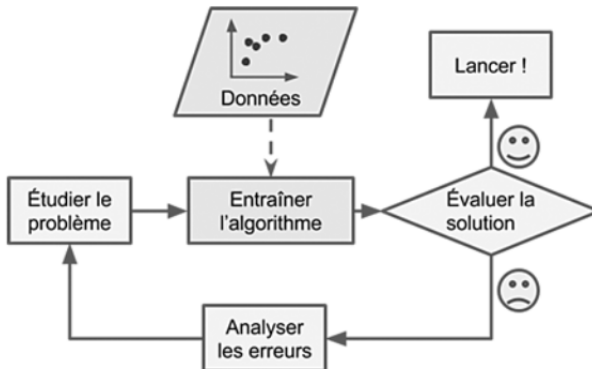 Données
Lancer !
Étudier le
problème
Entraîner
l’algorithme
Évaluer la
solution
Analyser
les erreurs